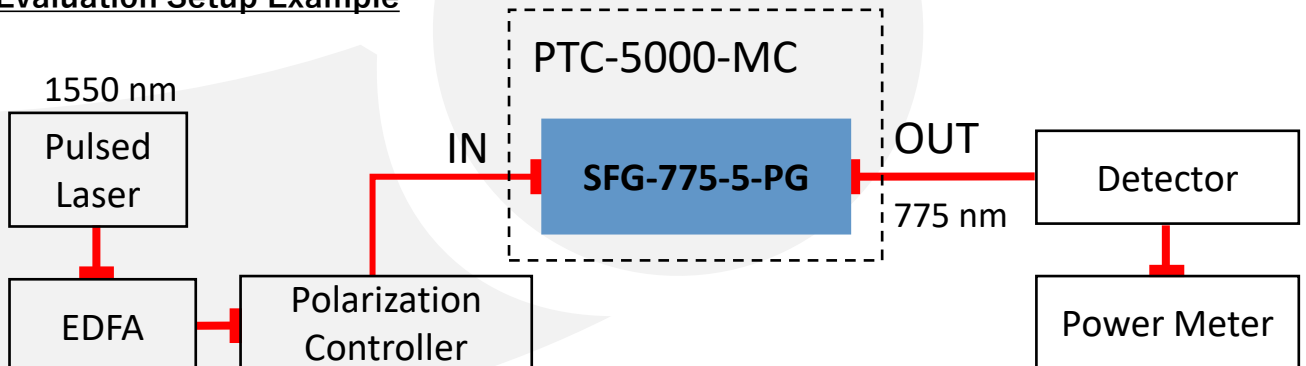 Evaluation Setup Example
PTC-5000-MC
1550 nm
Pulsed
Laser
IN
SFG-775-5-PG
OUT
775 nm
Detector
EDFA
Polarization
Controller
Power Meter